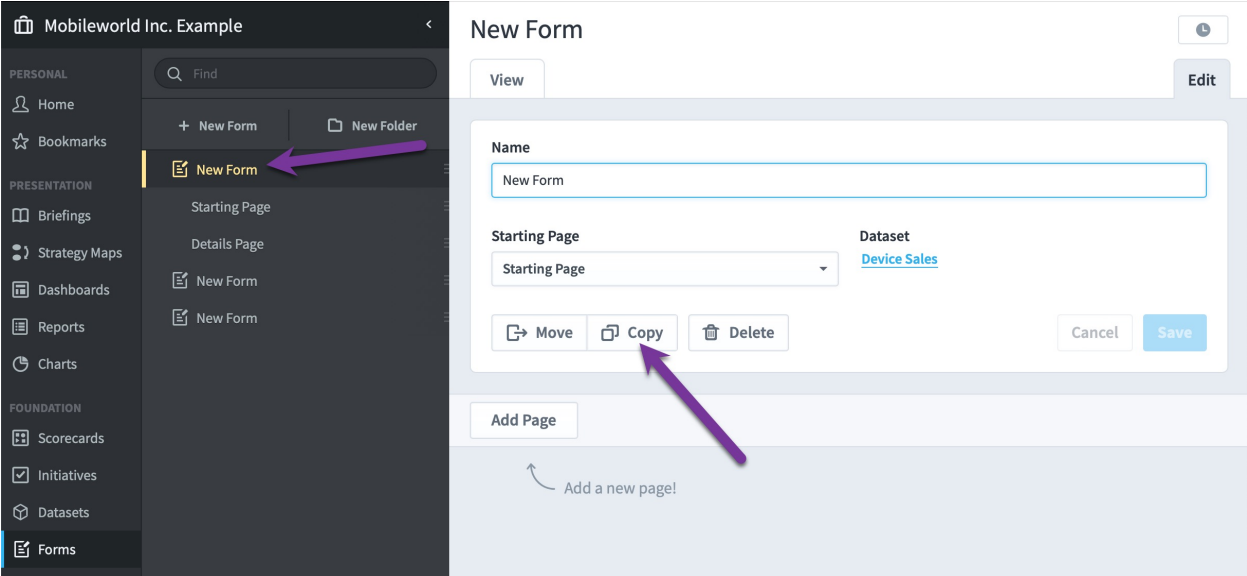 Mobileworld Inc. Example
PERSONAL
Home
Bookmarks
PRESENTATION
Briefings
Strategy Maps
Dashboards
Reports
Charts
FOUNDATION
Scorecards
Initiatives
Datasets
Forms
Find
+ New Form
New Folder
New Form
Starting Page
Details Page
New Form
New Form
New Form
View
Edit
Name
New Form
Starting Page
Dataset
Starting Page
Device Sales
Move
Copy
Delete
Cancel
Save
Add Page
Add a new page!